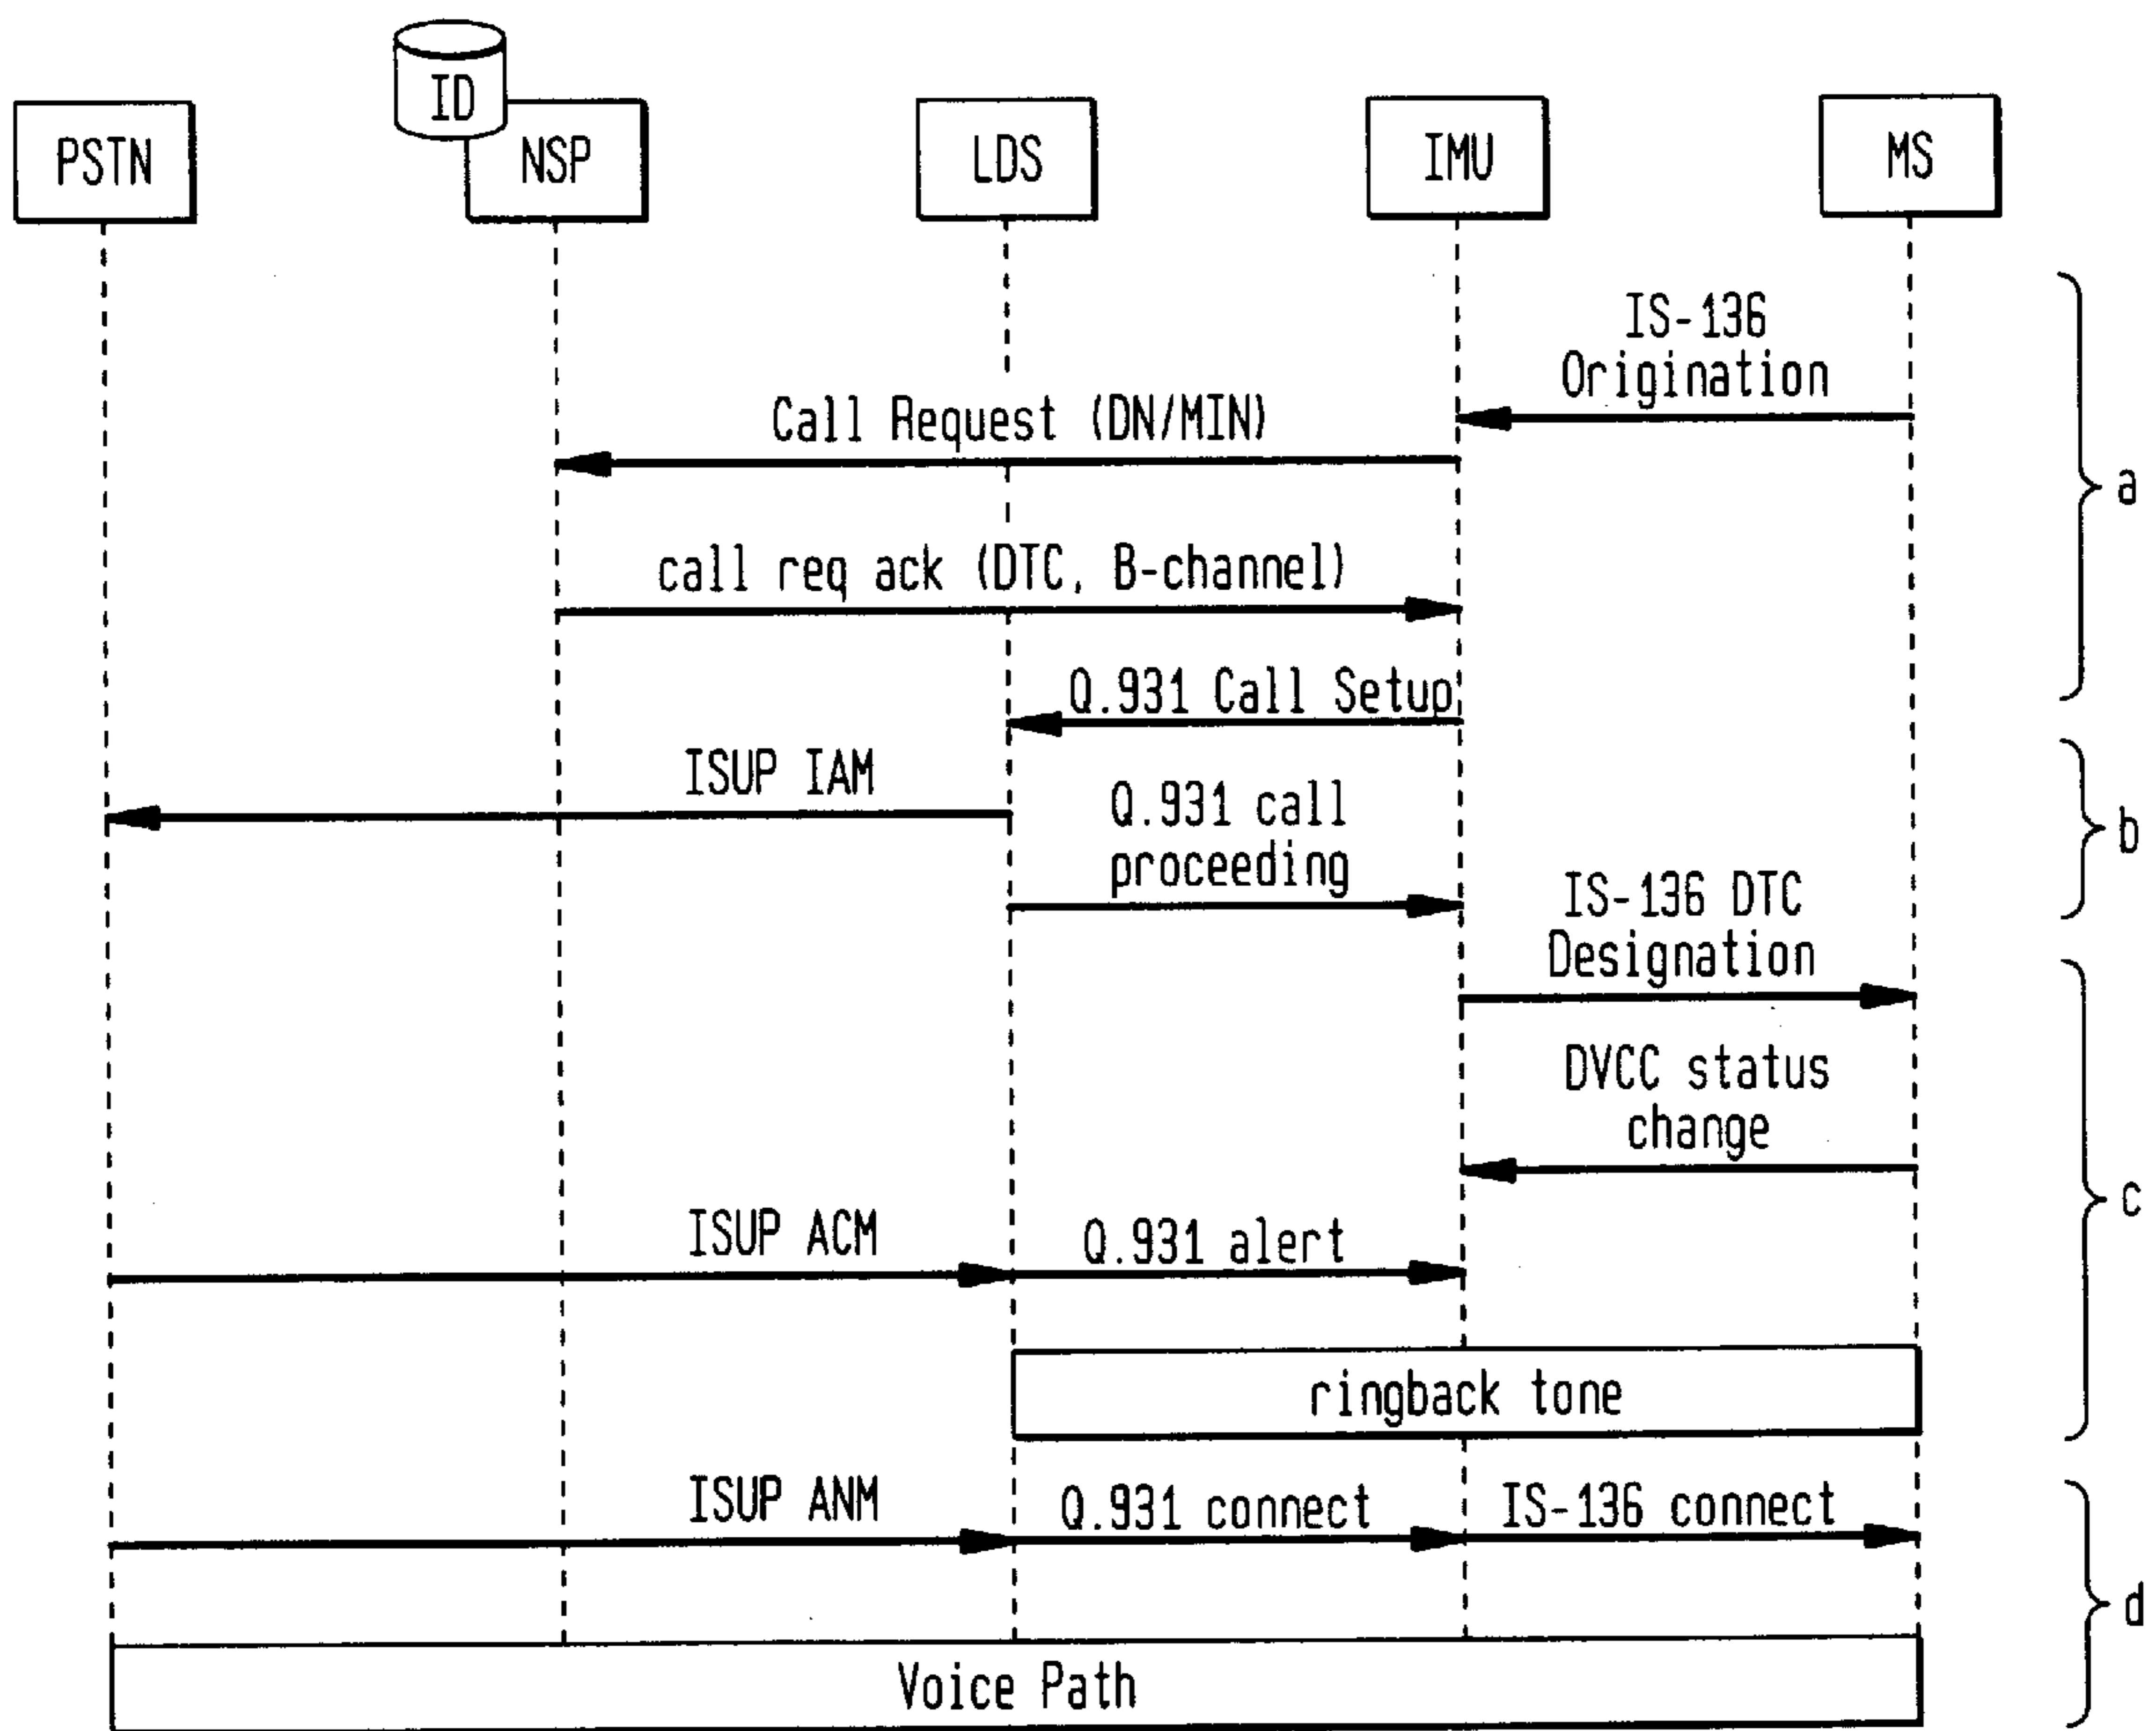 ID
PSTN
NSP
LDS
IMU
MS
IS-136
Origination
Call Request (DN/MIN)
a
call req ack (DTC, B-channel)
Q.931 Call Setup
ISUP IAM
Q.931 call
proceeding
b
IS-136 DTC
Designation
DVCC status
change
c
ISUP ACM
Q.931 alert
ringback tone
ISUP ANM
Q.931 connect
IS-136 connect
d
Voice Path